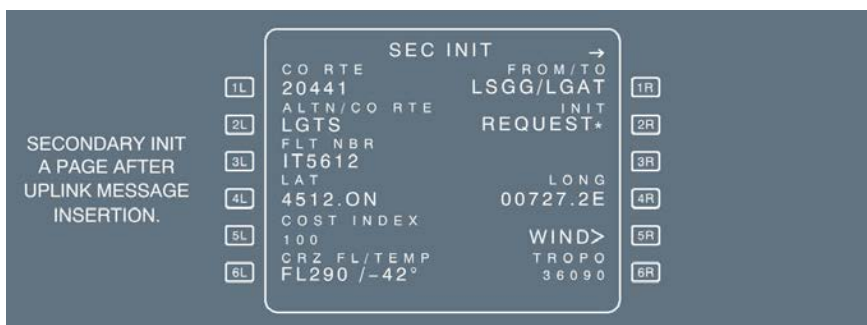 SEC INIT →
CO RTE FROM/TO
1L 20441 LSGG/LGAT 1R
ALTN/CO RTE INIT
2L LGTS REQUEST* 2R
FLT NBR
3L IT5612 3R
LAT LONG
4L 4512.ON 00727.2E 4R
COST INDEX
5L 100 WIND> 5R
CRZ FL/TEMP TROPO
6L FL290 /-42° 36090 6R
SECONDARY INIT
A PAGE AFTER
UPLINK MESSAGE
INSERTION.